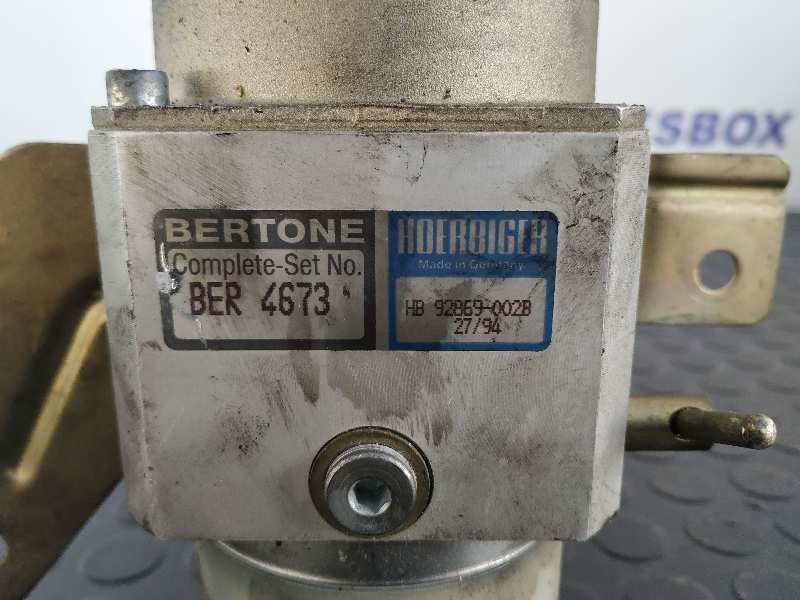 BERTONE
Complete-Set No.
BER 4673
HOERBIGER
Made in Germany
HB 92869-002B
27/94
SBOX